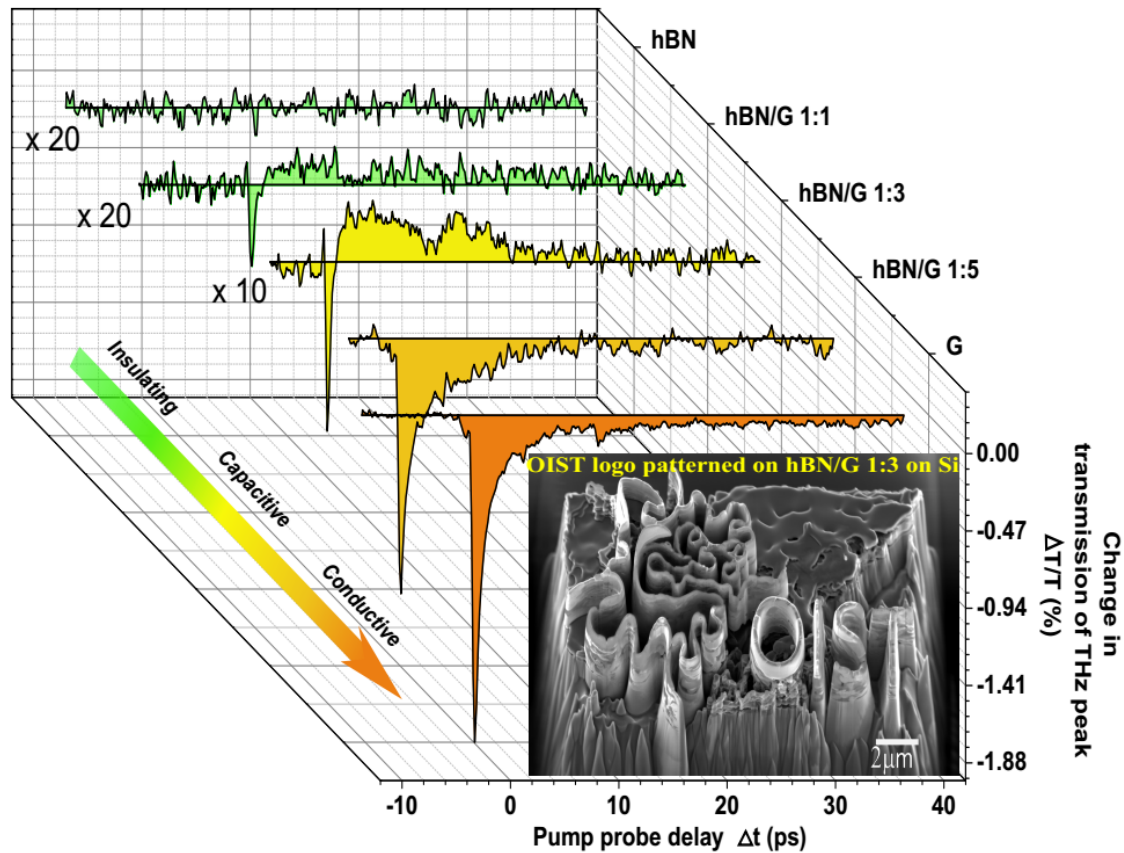 hBN
hBN/G 1:1
hBN/G 1:3
hBN/G 1:5
G
x 20
x 20
x 10
Insulating
Capacitive
Conductive
OIST logo patterned on hBN/G 1:3 on Si
2μm
0.00
-0.47
-0.94
-1.41
-1.88
Change in
transmission of THz peak
ΔT/T (%)
-10 0 10 20 30 40
Pump probe delay Δt (ps)